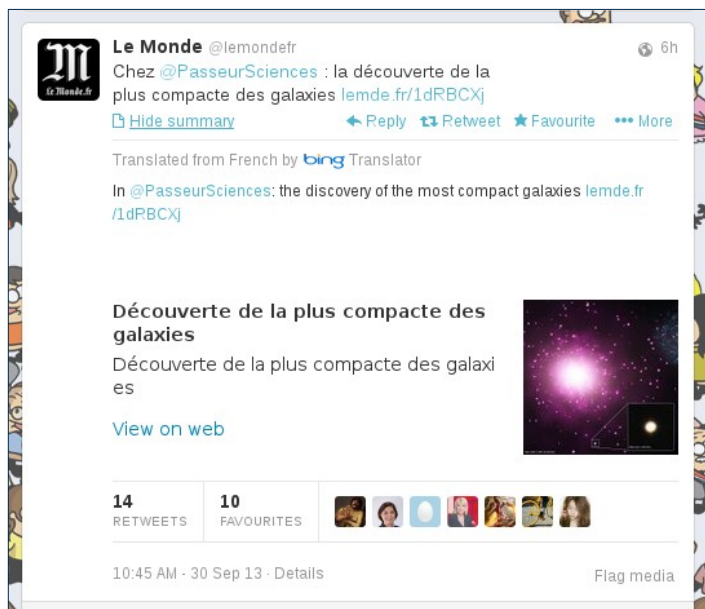 Le Monde @lemondefr 6h
Chez @PasseurSciences : la découverte de la
plus compacte des galaxies lemde.fr/1dRBCXj
Hide summary Reply Retweet Favourite More
Translated from French by bing Translator
In @PasseurSciences: the discovery of the most compact galaxies lemde.fr
/1dRBCXj
Découverte de la plus compacte des
galaxies
Découverte de la plus compacte des galaxi
es
View on web
14 10
RETWEETS FAVOURITES
10:45 AM - 30 Sep 13 · Details Flag media
M
Le Monde.fr